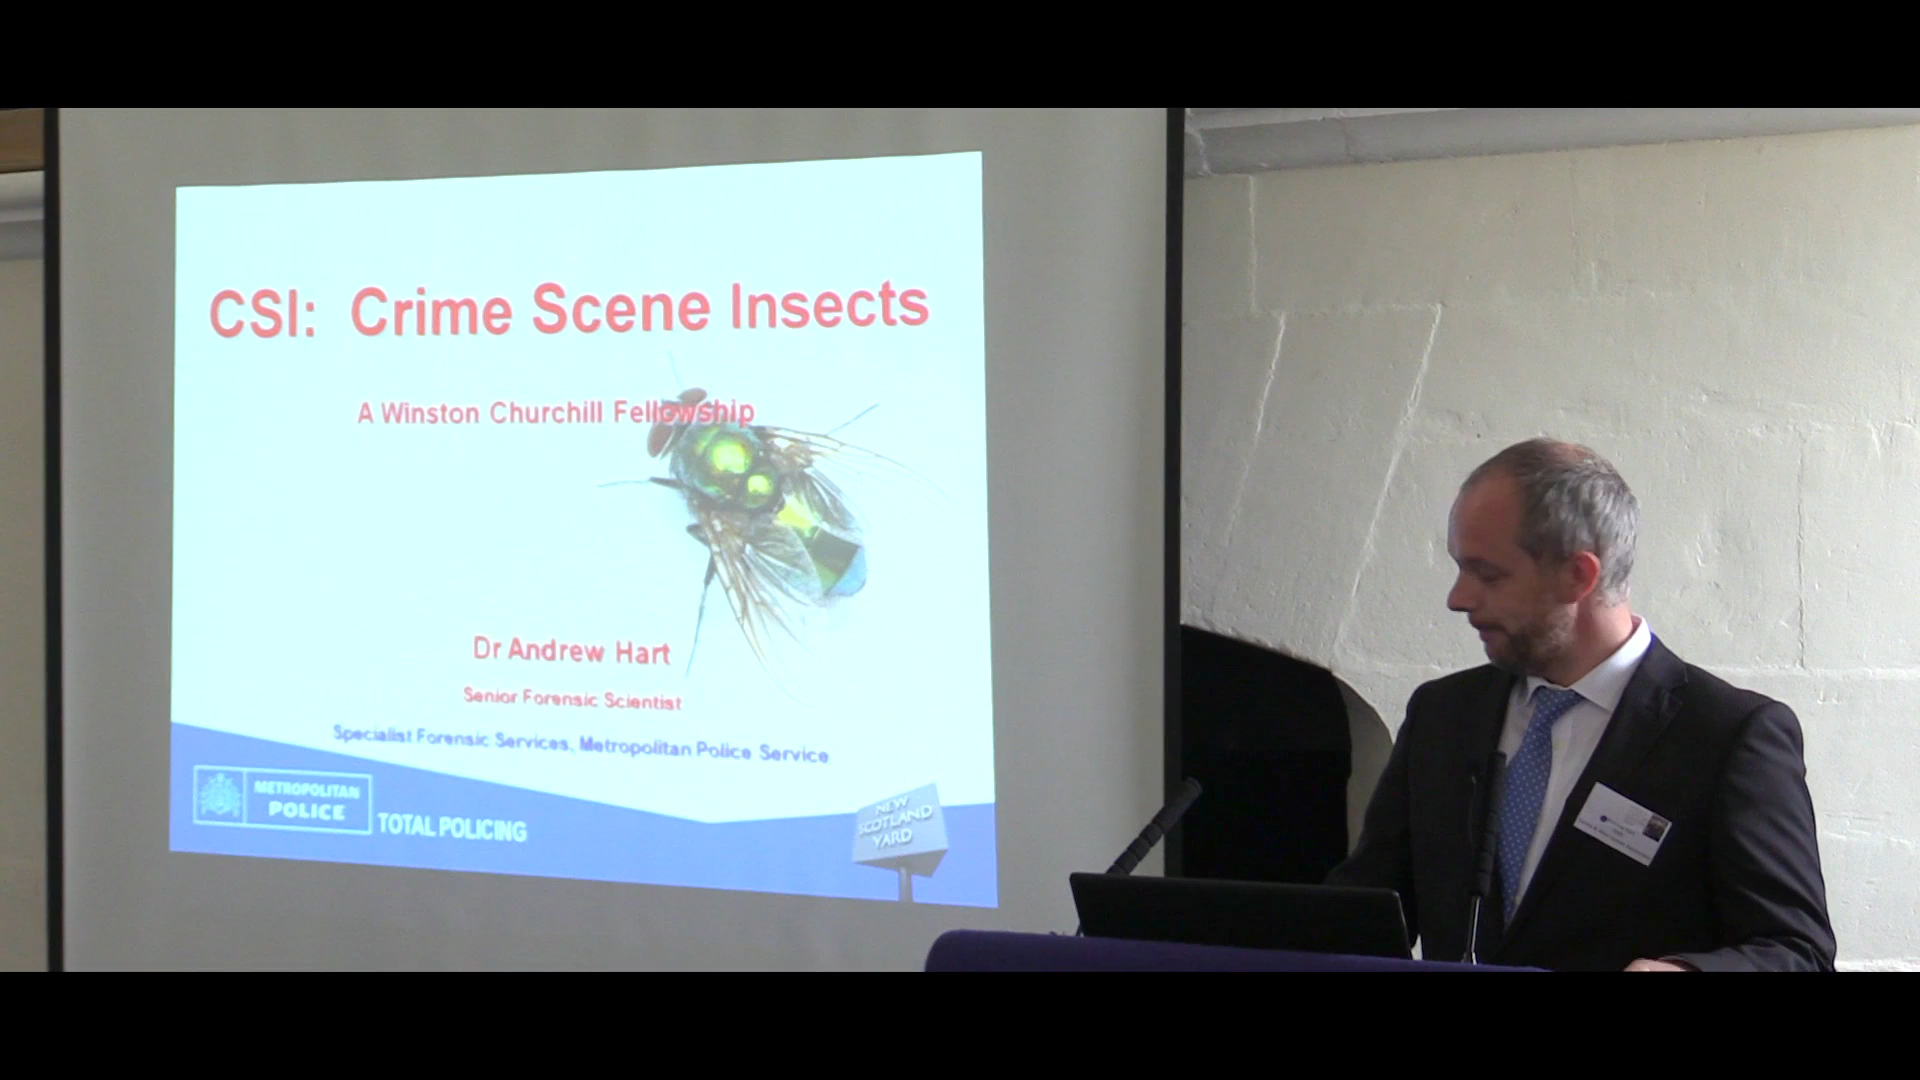 CSI: Crime Scene Insects
A Winston Churchill Fellowship
Dr Andrew Hart
Senior Forensic Scientist
Specialist Forensic Services, Metropolitan Police Service
METROPOLITAN
POLICE
TOTAL POLICING
NEW
SCOTLAND
YARD